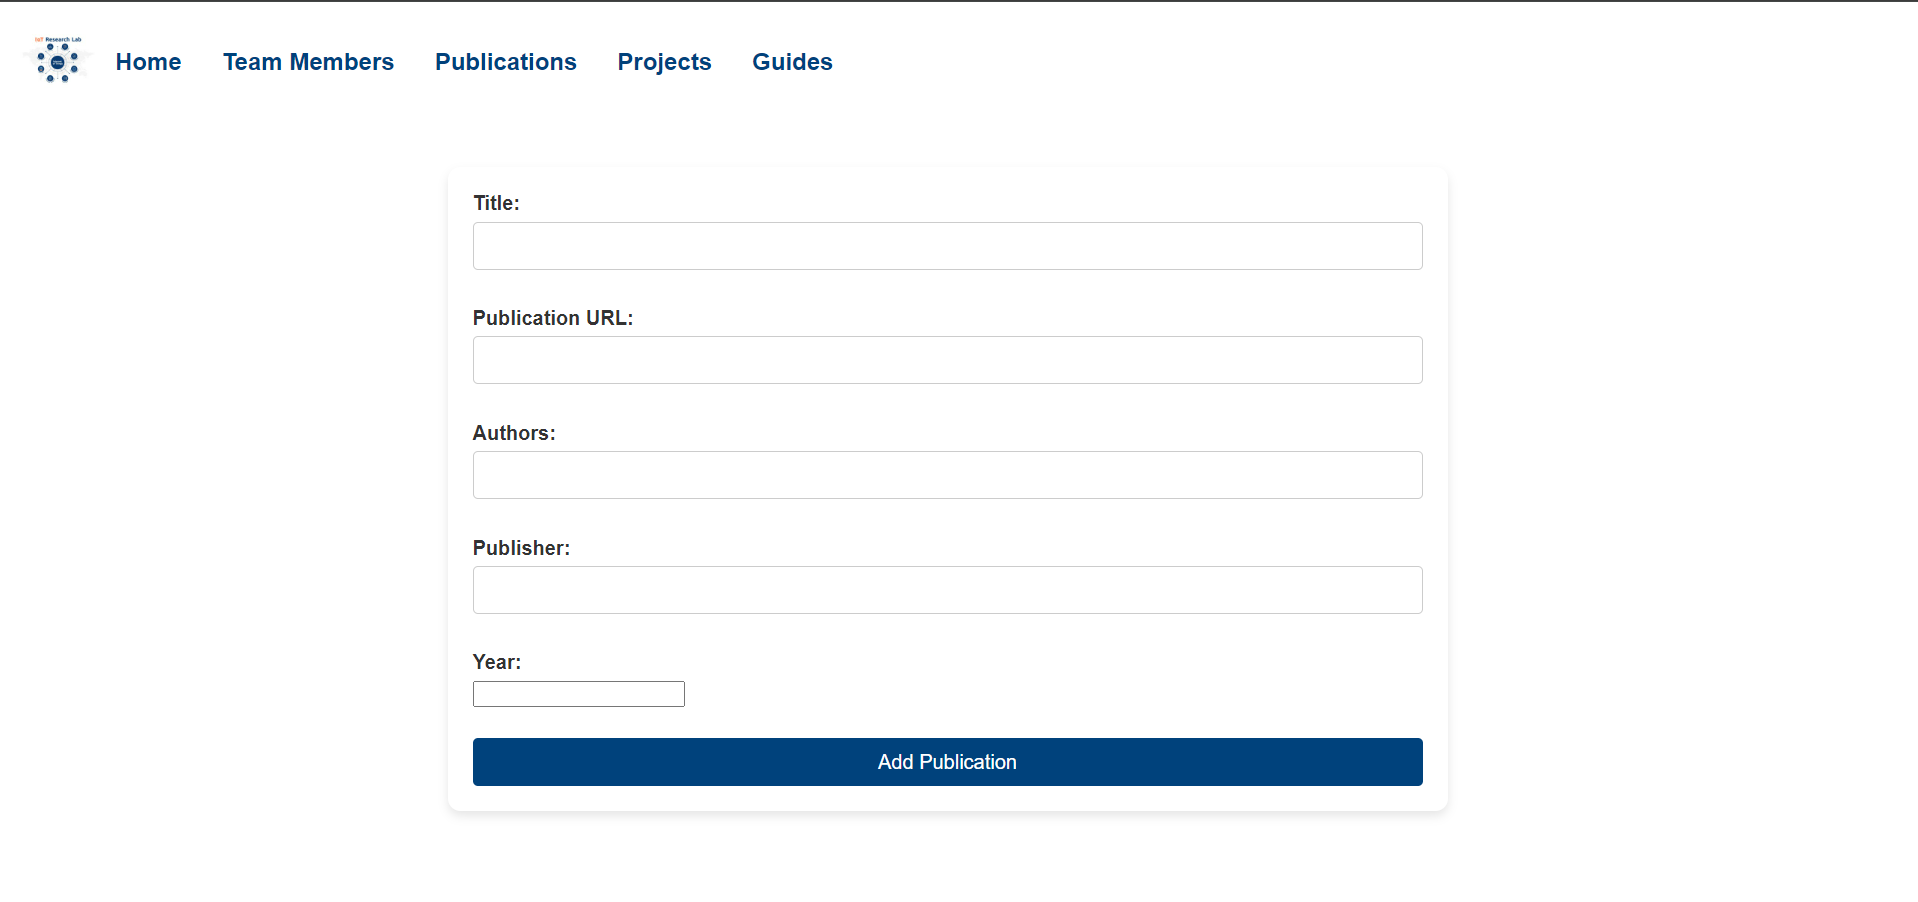 IoT Research Lab
Home Team Members Publications Projects Guides
Title:
Publication URL:
Authors:
Publisher:
Year:
Add Publication